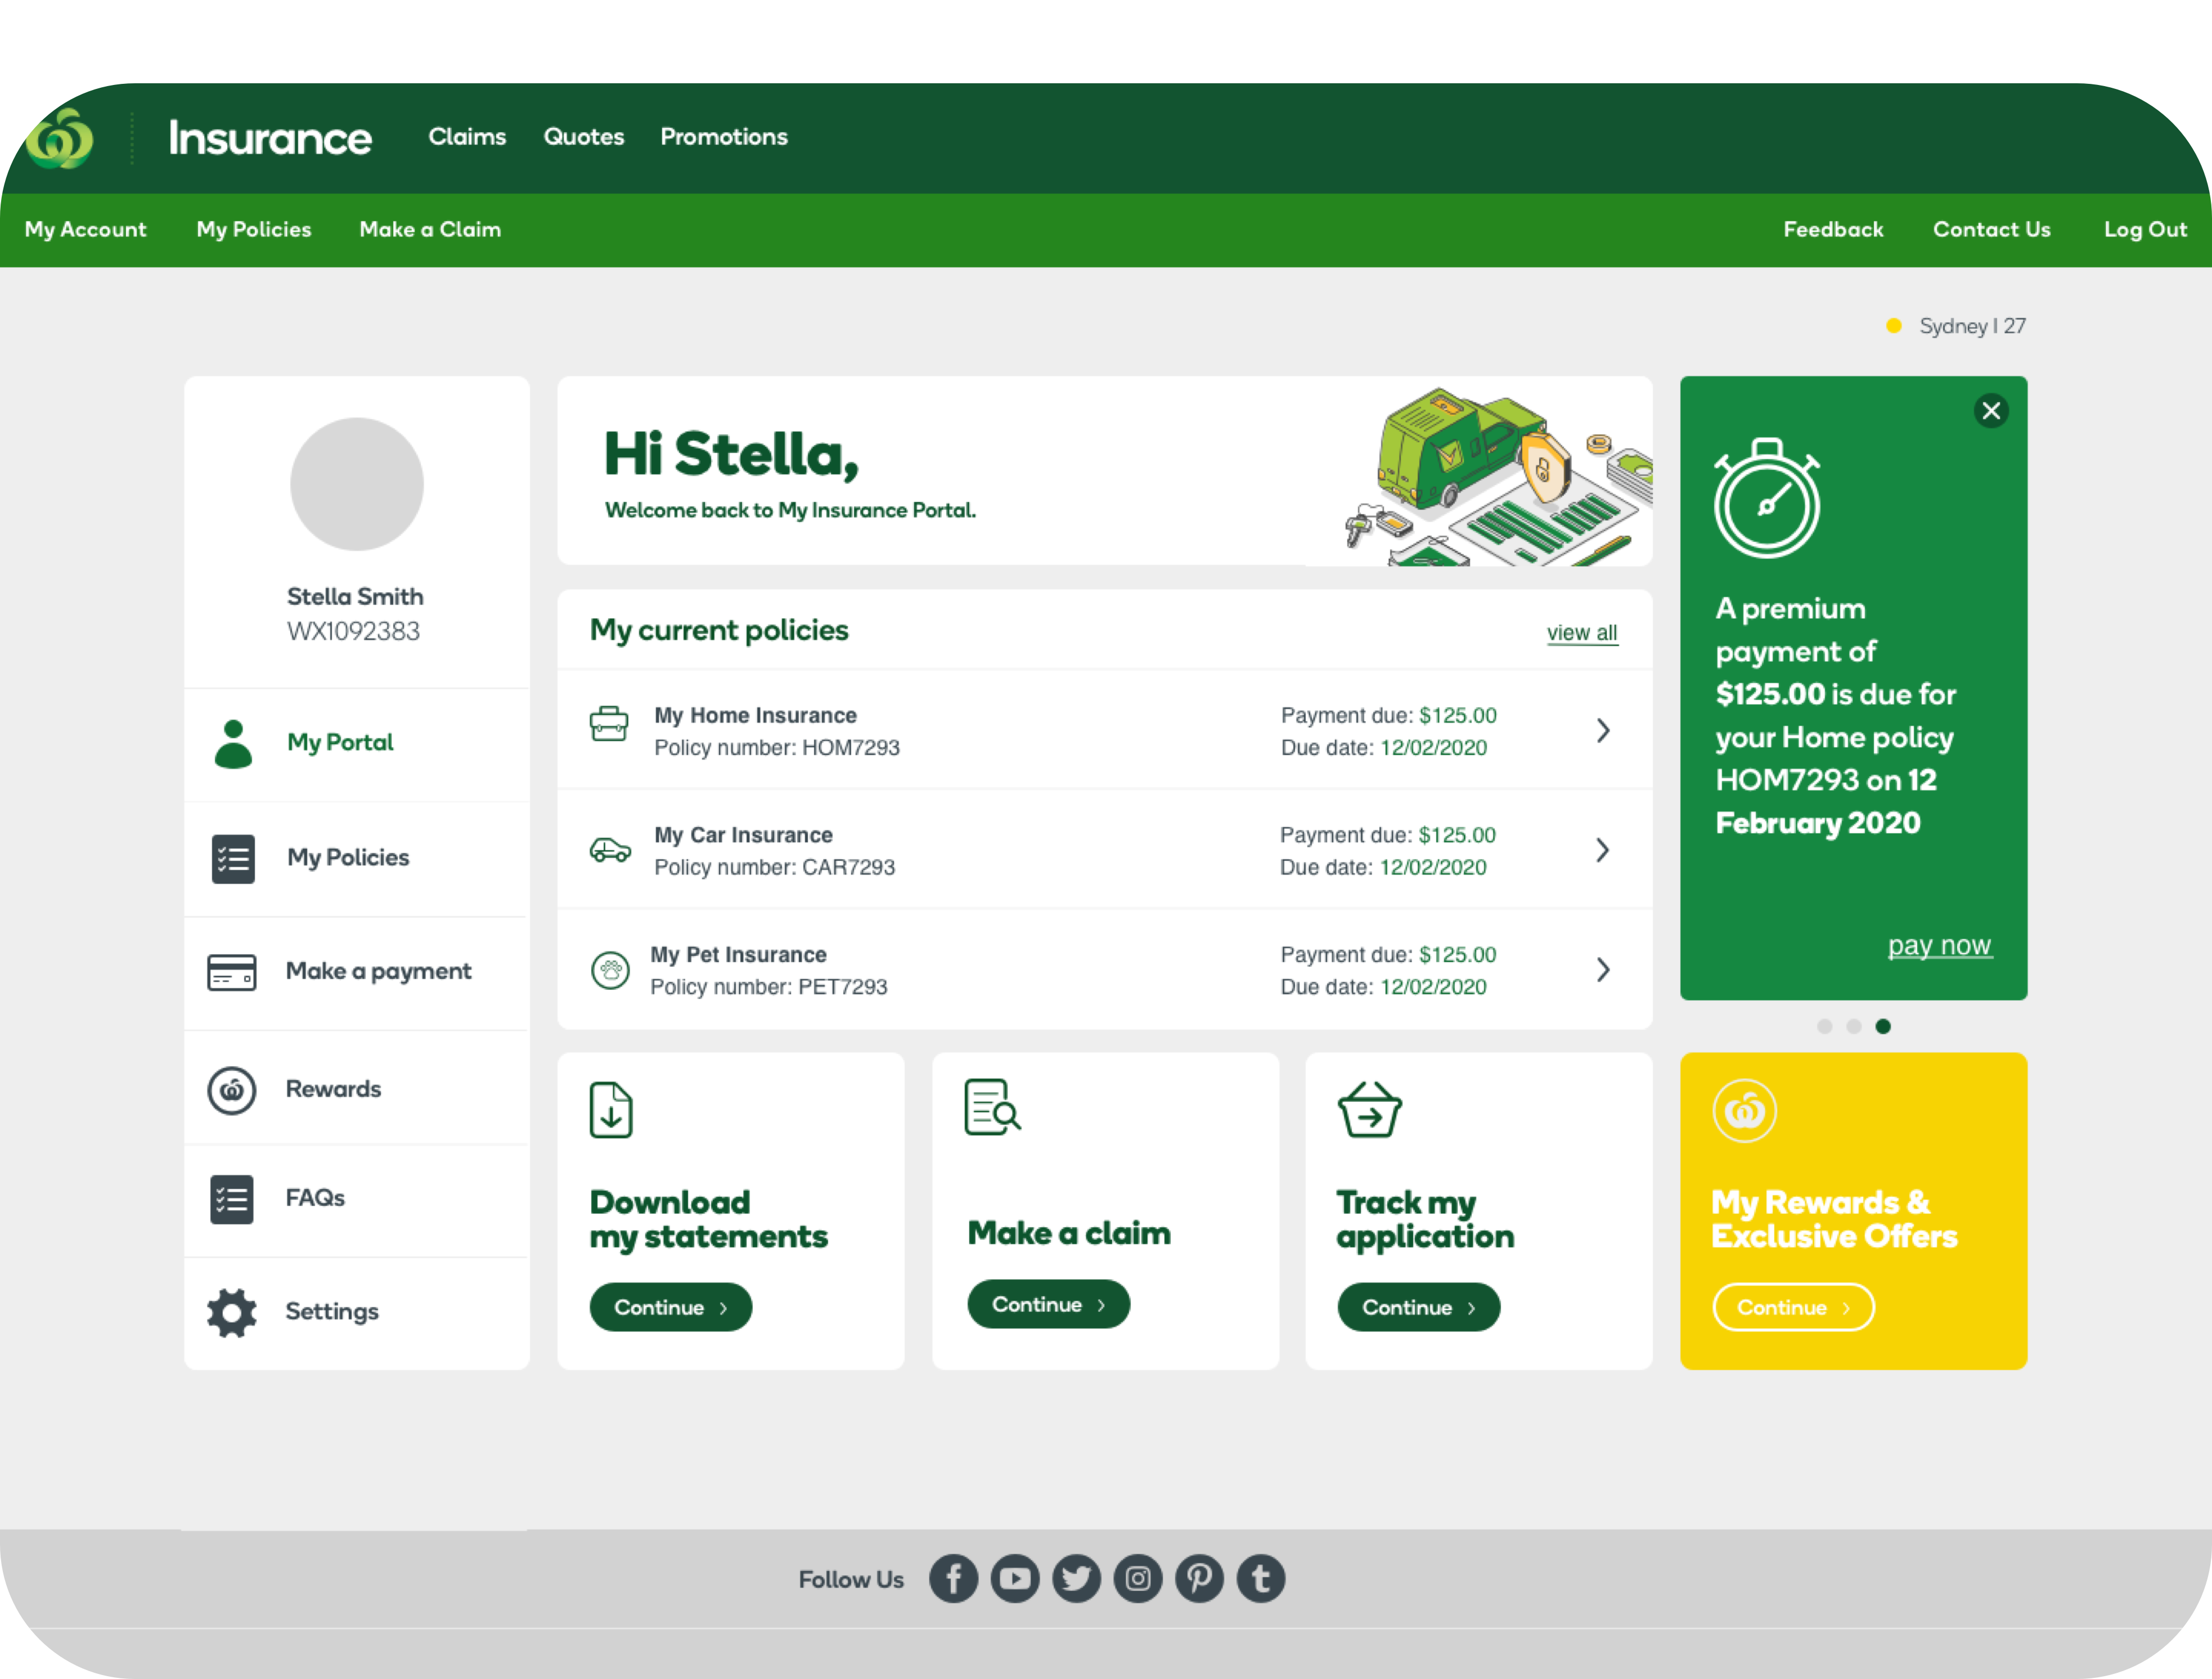 Insurance
Claims
Quotes
Promotions
My Account
My Policies
Make a Claim
Feedback
Contact Us
Log Out
Sydney | 27
Stella Smith
WX1092383
My Portal
My Policies
Make a payment
Rewards
FAQs
Settings
Hi Stella,
Welcome back to My Insurance Portal.
My current policies
view all
My Home Insurance
Policy number: HOM7293
Payment due: $125.00
Due date: 12/02/2020
My Car Insurance
Policy number: CAR7293
Payment due: $125.00
Due date: 12/02/2020
My Pet Insurance
Policy number: PET7293
Payment due: $125.00
Due date: 12/02/2020
A premium
payment of
$125.00 is due for
your Home policy
HOM7293 on 12
February 2020
pay now
Download
my statements
Continue
Make a claim
Continue
Track my
application
Continue
My Rewards &
Exclusive Offers
Continue
Follow Us